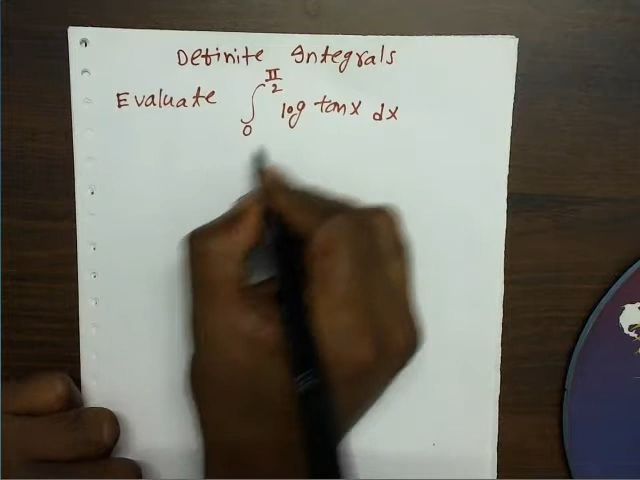 Definite Integrals
Evaluate ∫₀^(π/2) log tanx dx